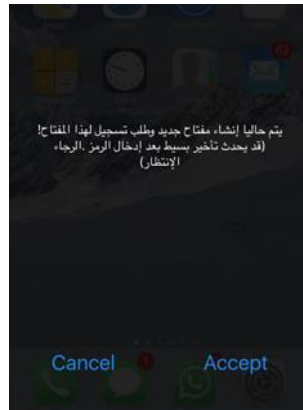 يتم حاليا إنشاء مفتاح جديد وطلب تسجيل لهذا المفتاح!
(قد يحدث تأخير بسيط بعد إدخال الرمز .الرجاء
الإنتظار)
Cancel Accept